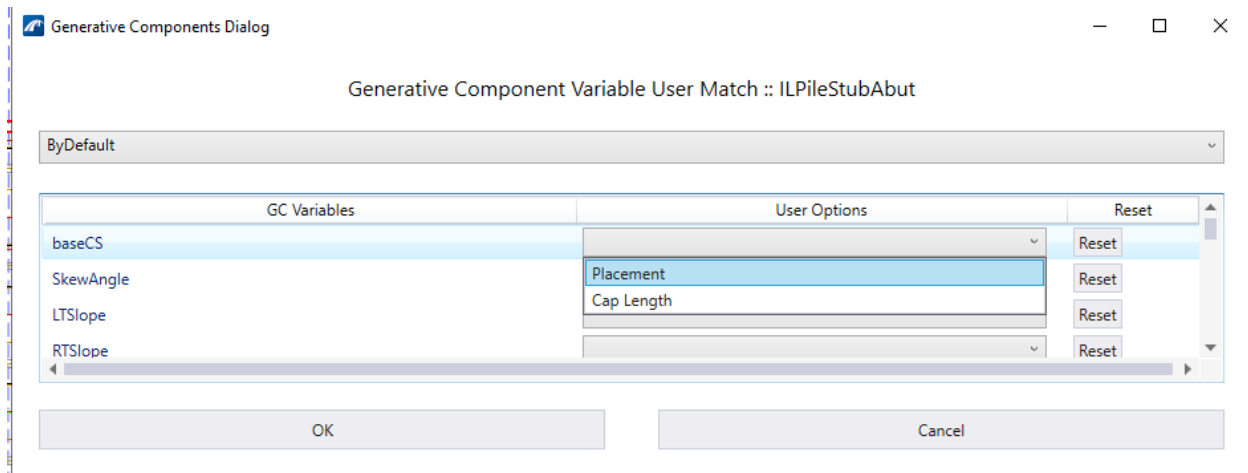 Generative Components Dialog
Generative Component Variable User Match :: ILPileStubAbut
ByDefault
GC Variables User Options Reset
baseCS Reset
SkewAngle Placement Reset
Cap Length
LTSlope Reset
RTSlope Reset
OK Cancel